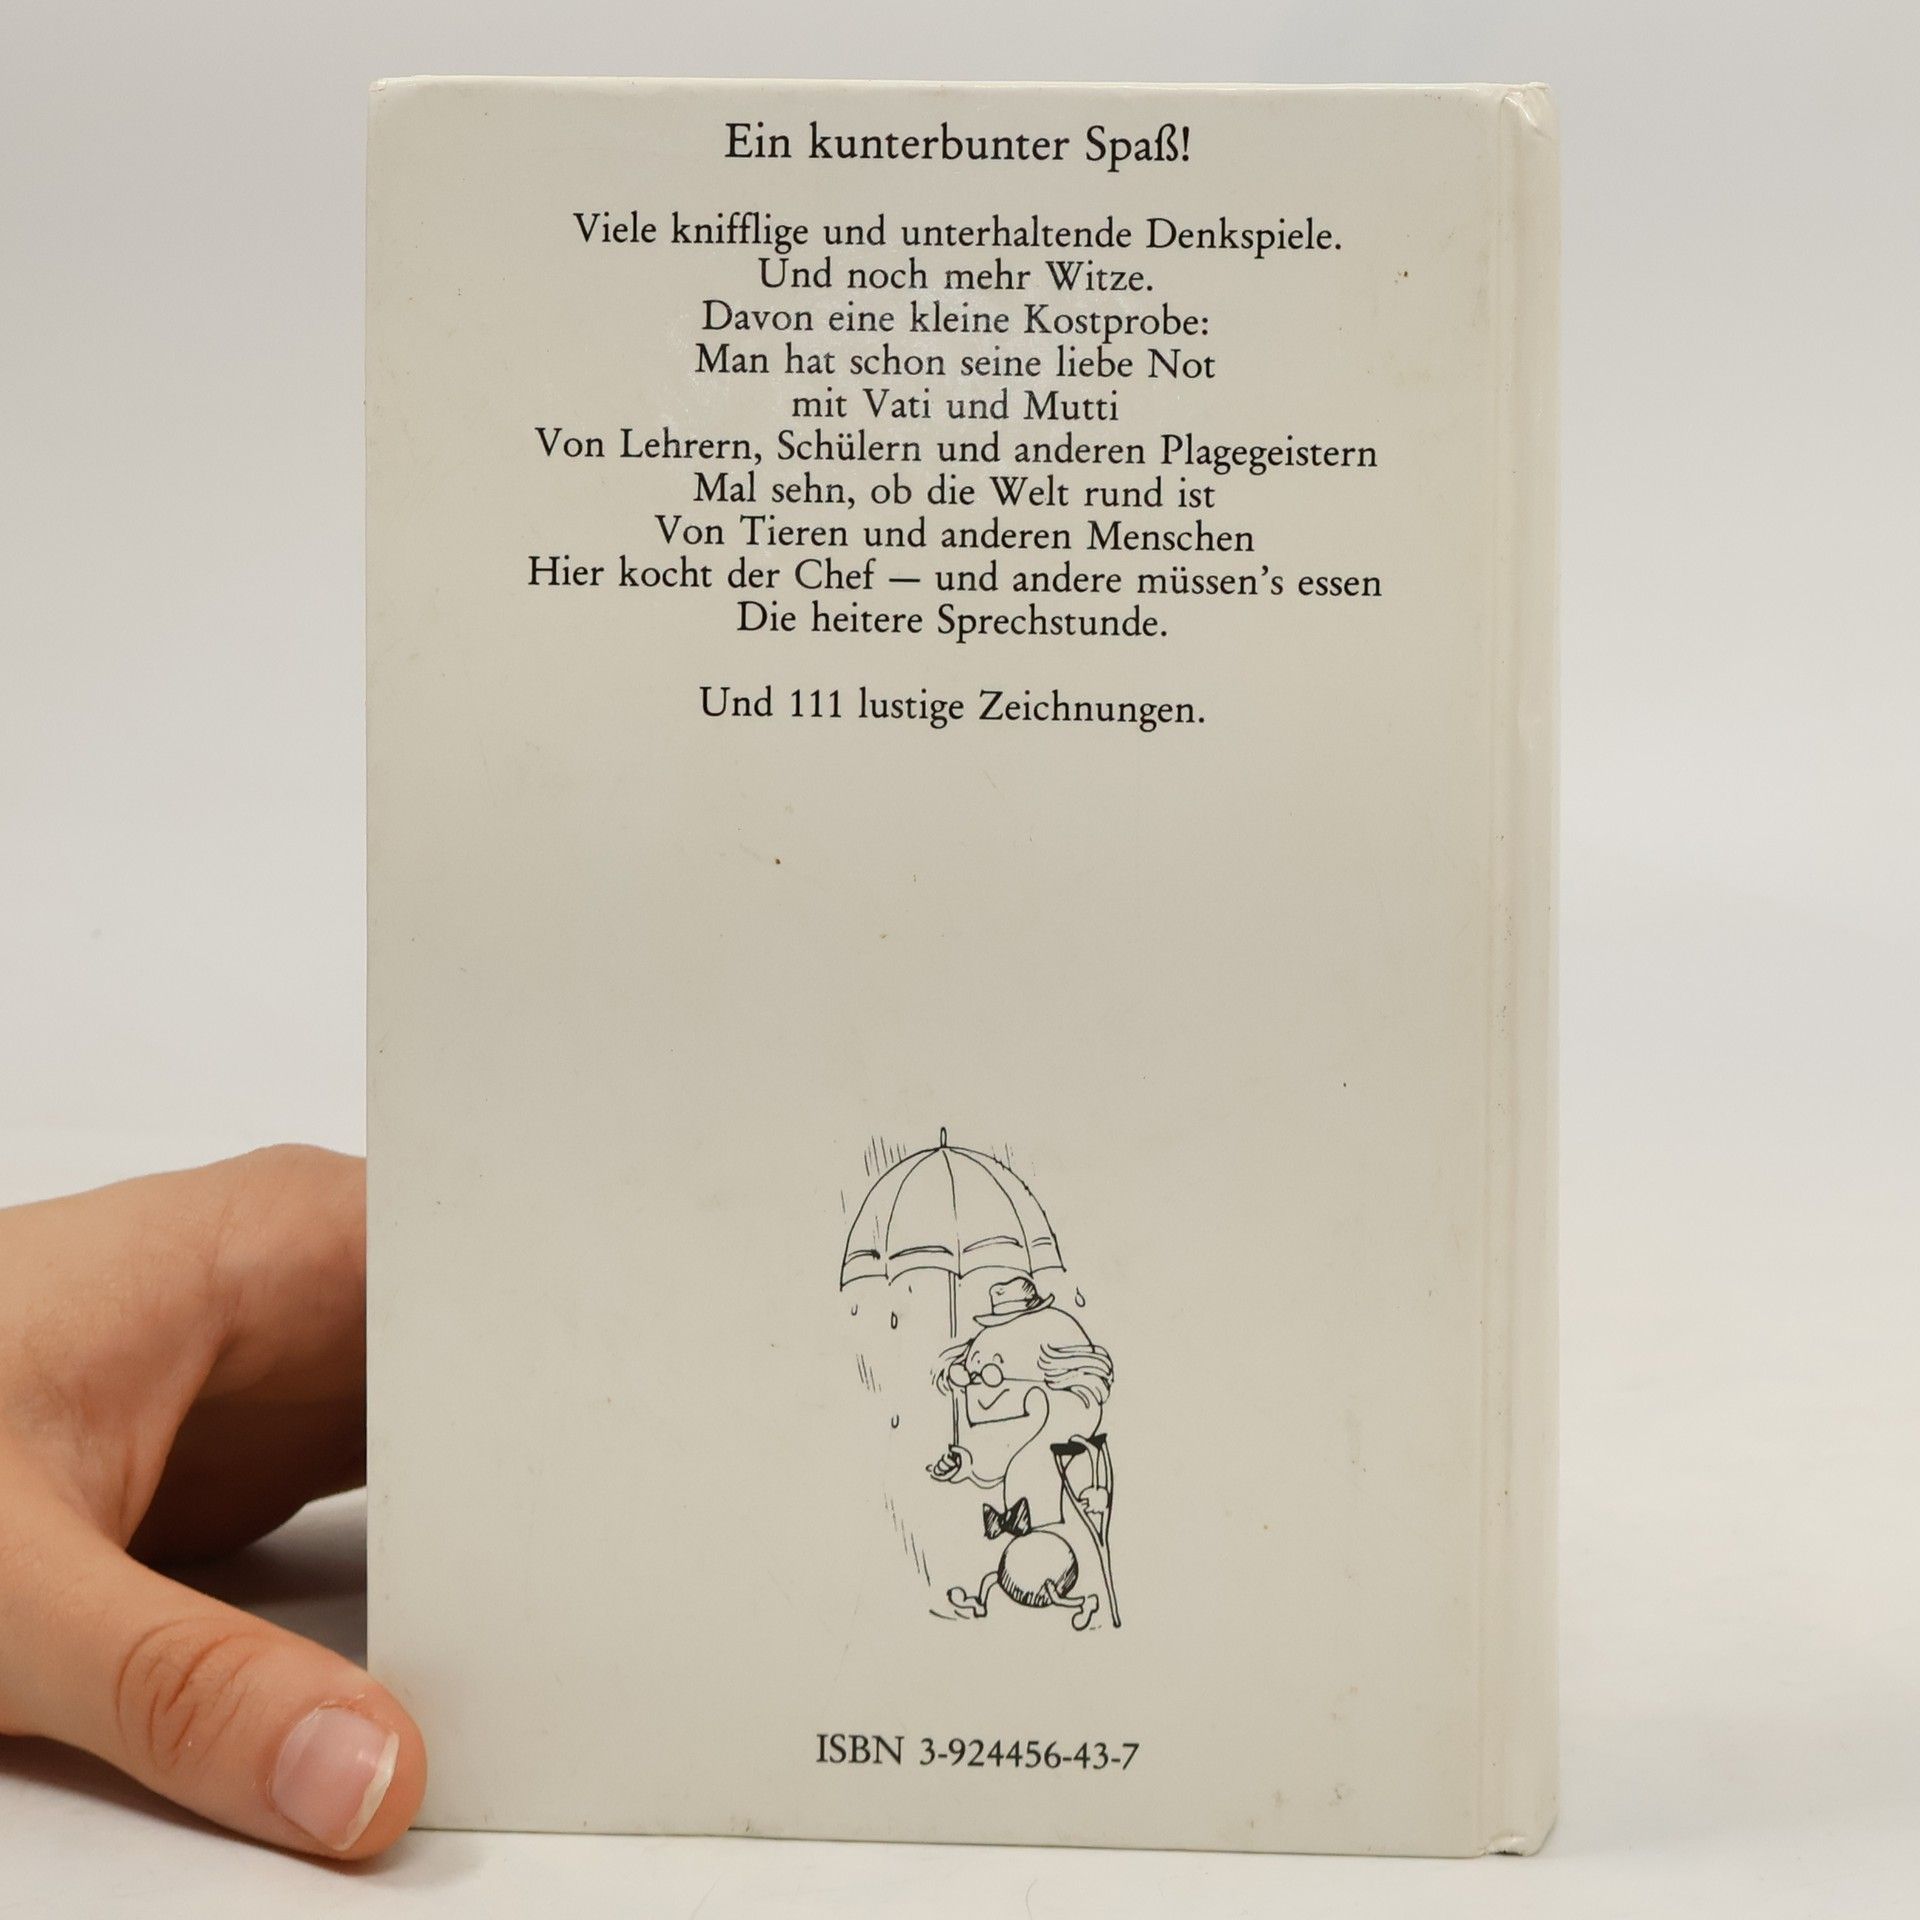 Ein kunterbunter Spaß!
Viele knifflige und unterhaltende Denkspiele.
Und noch mehr Witze.
Davon eine kleine Kostprobe:
Man hat schon seine liebe Not
mit Vati und Mutti
Von Lehrern, Schülern und anderen Plagegeistern
Mal sehn, ob die Welt rund ist
Von Tieren und anderen Menschen
Hier kocht der Chef — und andere müssen's essen
Die heitere Sprechstunde.
Und 111 lustige Zeichnungen.
ISBN 3-924456-43-7